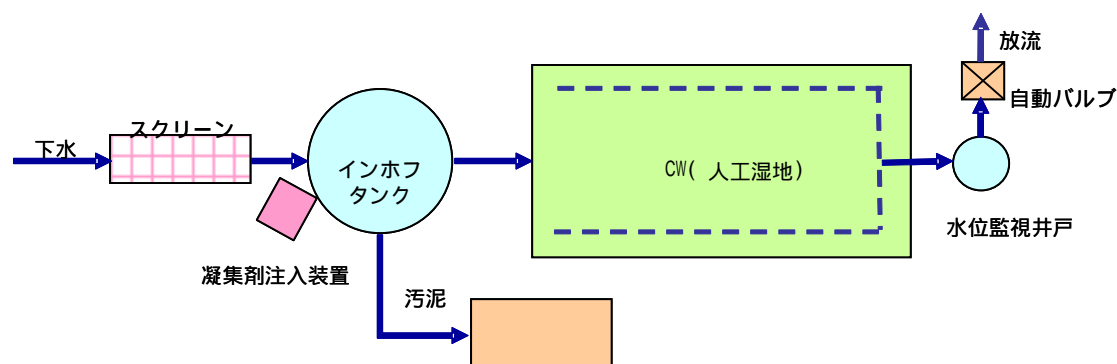 放流
自動バルブ
スクリーン
下水
インホフ
タンク
CW( 人工湿地)
水位監視井戸
凝集剤注入装置
汚泥